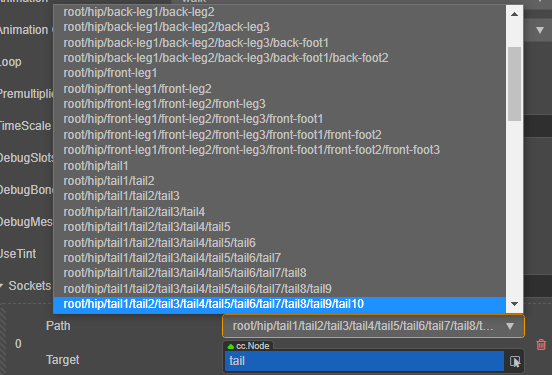 Animation
walk
root/hip/back-leg1/back-leg2
root/hip/back-leg1/back-leg2/back-leg3
Animation
root/hip/back-leg1/back-leg2/back-leg3/back-foot1
root/hip/back-leg1/back-leg2/back-leg3/back-foot1/back-foot2
Loop
root/hip/front-leg1
root/hip/front-leg1/front-leg2
Premultiplie
root/hip/front-leg1/front-leg2/front-leg3
root/hip/front-leg1/front-leg2/front-leg3/front-foot1
TimeScale
root/hip/front-leg1/front-leg2/front-leg3/front-foot1/front-foot2
root/hip/front-leg1/front-leg2/front-leg3/front-foot1/front-foot2/front-foot3
DebugSlots
root/hip/tail1
root/hip/tail1/tail2
DebugBone
root/hip/tail1/tail2/tail3
root/hip/tail1/tail2/tail3/tail4
DebugMes
root/hip/tail1/tail2/tail3/tail4/tail5
root/hip/tail1/tail2/tail3/tail4/tail5/tail6
UseTint
root/hip/tail1/tail2/tail3/tail4/tail5/tail6/tail7
root/hip/tail1/tail2/tail3/tail4/tail5/tail6/tail7/tail8
Sockets
root/hip/tail1/tail2/tail3/tail4/tail5/tail6/tail7/tail8/tail9
root/hip/tail1/tail2/tail3/tail4/tail5/tail6/tail7/tail8/tail9/tail10
Path
root/hip/tail1/tail2/tail3/tail4/tail5/tail6/tail7/tail8/t...
0
cc.Node
Target
tail